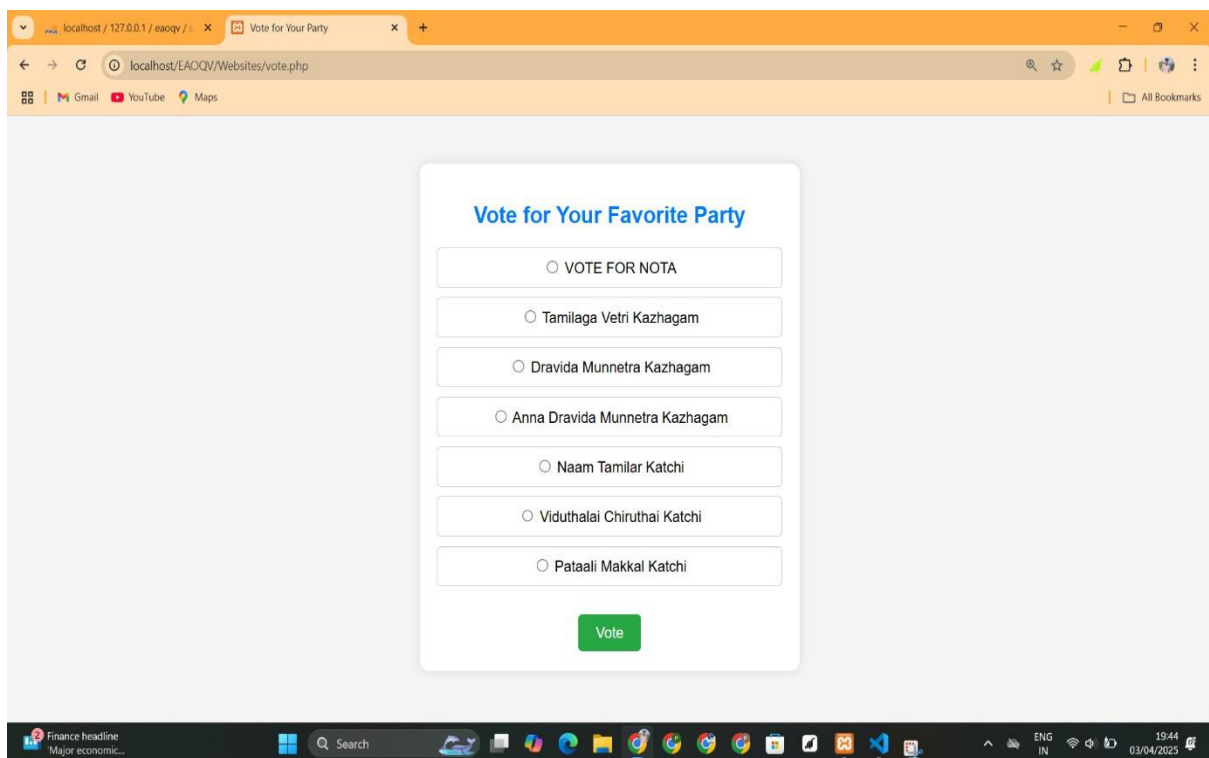 localhost / 127.0.0.1 / eaoqv /
Vote for Your Party
localhost/EAOQV/Websites/vote.php
Gmail
YouTube
Maps
All Bookmarks
Vote for Your Favorite Party
VOTE FOR NOTA
Tamilaga Vetri Kazhagam
Dravida Munnetra Kazhagam
Anna Dravida Munnetra Kazhagam
Naam Tamilar Katchi
Viduthalai Chiruthai Katchi
Pataali Makkal Katchi
Vote
2
Finance headline
'Major economic...
Search
ENG
IN
19:44
03/04/2025